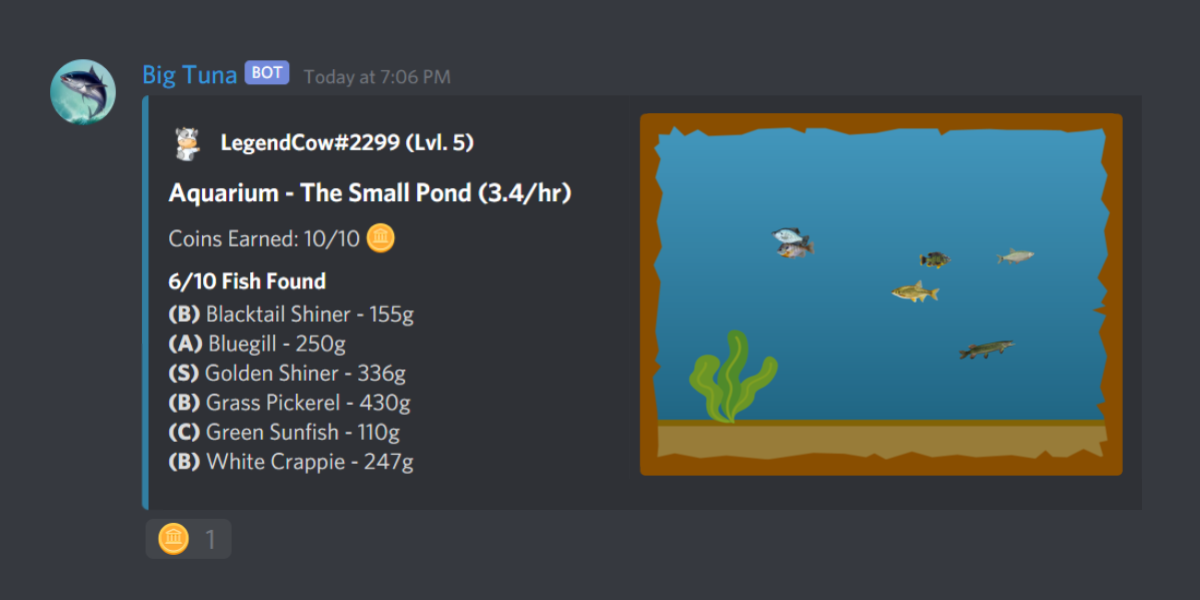 Big Tuna BOT Today at 7:06 PM
LegendCow#2299 (Lvl. 5)
Aquarium - The Small Pond (3.4/hr)
Coins Earned: 10/10
6/10 Fish Found
(B) Blacktail Shiner - 155g
(A) Bluegill - 250g
(S) Golden Shiner - 336g
(B) Grass Pickerel - 430g
(C) Green Sunfish - 110g
(B) White Crappie - 247g
1